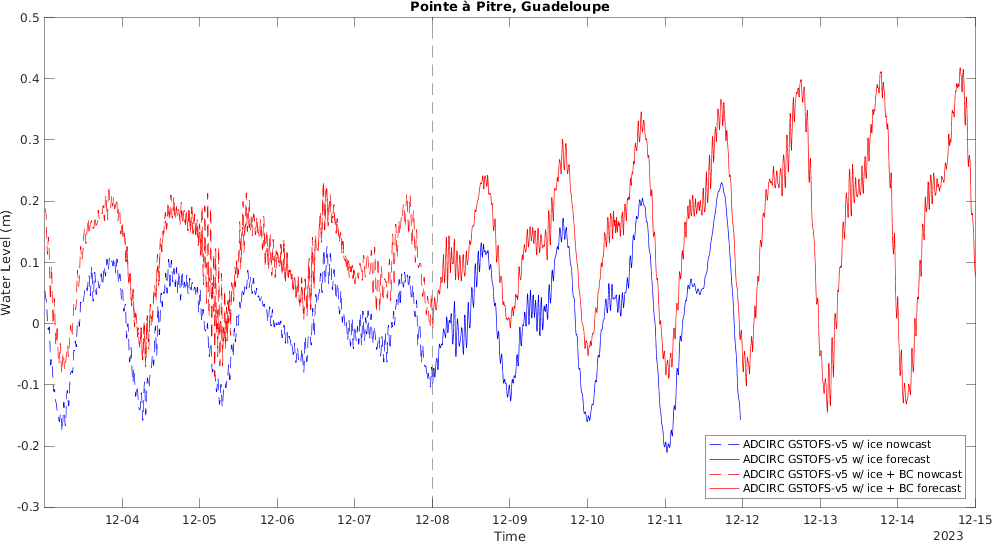 Pointe à Pitre, Guadeloupe
0.5
0.4
0.3
0.2
0.1
0
-0.1
-0.2
-0.3
Water Level (m)
ADCIRC GSTOFS-v5 w/ ice nowcast
ADCIRC GSTOFS-v5 w/ ice forecast
ADCIRC GSTOFS-v5 w/ ice + BC nowcast
ADCIRC GSTOFS-v5 w/ ice + BC forecast
12-04 12-05 12-06 12-07 12-08 12-09 12-10 12-11 12-12 12-13 12-14 12-15
Time
2023